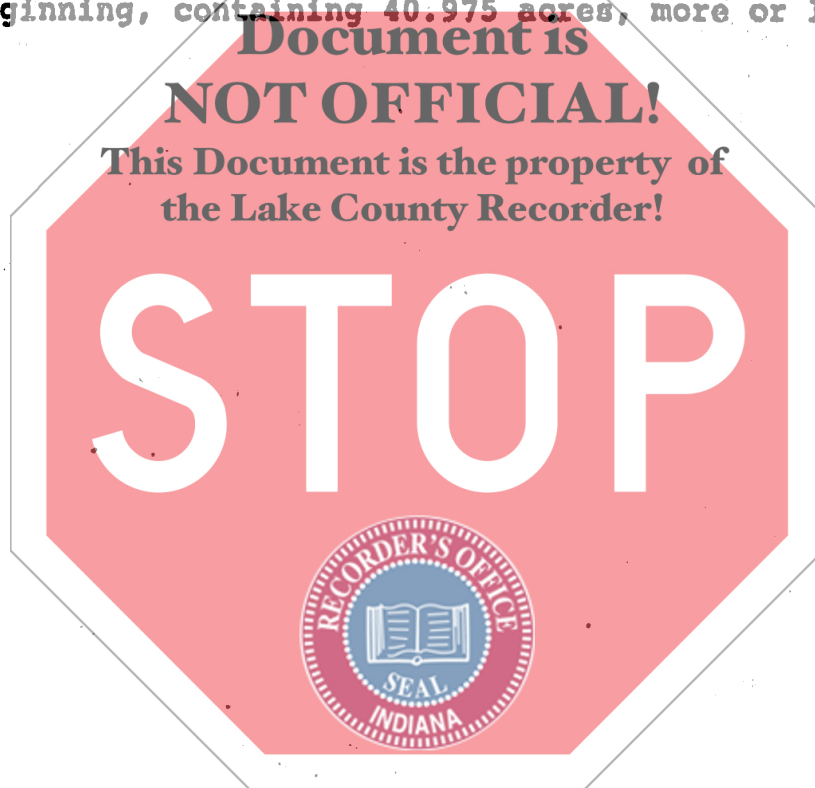 ginning, containing 40.975 acres, more or
Document is
NOT OFFICIAL!
This Document is the property of
the Lake County Recorder!
STOP
RECORDER'S OFFICE
SEAL
INDIANA